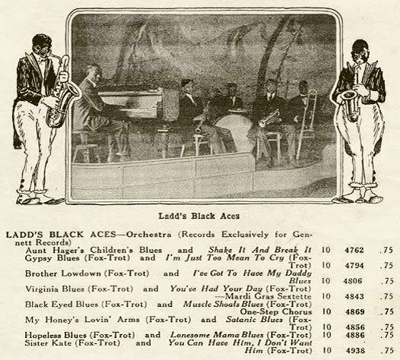 Ladd's Black Aces
LADD'S BLACK ACES—Orchestra (Records Exclusively for Gen-
nett Records)
Aunt Hager's Children's Blues and Shake It And Break It 10 4762 .75
Gypsy Blues (Fox-Trot) and I'm Just Too Mean To Cry (Fox-
Trot) 10 4794 .75
Brother Lowdown (Fox-Trot) and I've Got To Have My Daddy
Blues 10 4806 .75
Virginia Blues (Fox-Trot) and You've Had Your Day (Fox-Trot)
—Mardi Gras Sextette 10 4843 .75
Black Eyed Blues (Fox-Trot) and Muscle Shoals Blues (Fox-Trot)
One-Step Chorus 10 4869 .75
My Honey's Lovin' Arms (Fox-Trot) and Satanic Blues (Fox-
Trot) 10 4856 .75
Hopeless Blues (Fox-Trot) and Lonesome Mama Blues (Fox-Trot) 10 4886 .75
Sister Kate (Fox-Trot) and You Can Have Him, I Don't Want
Him (Fox-Trot) 10 4938 .75